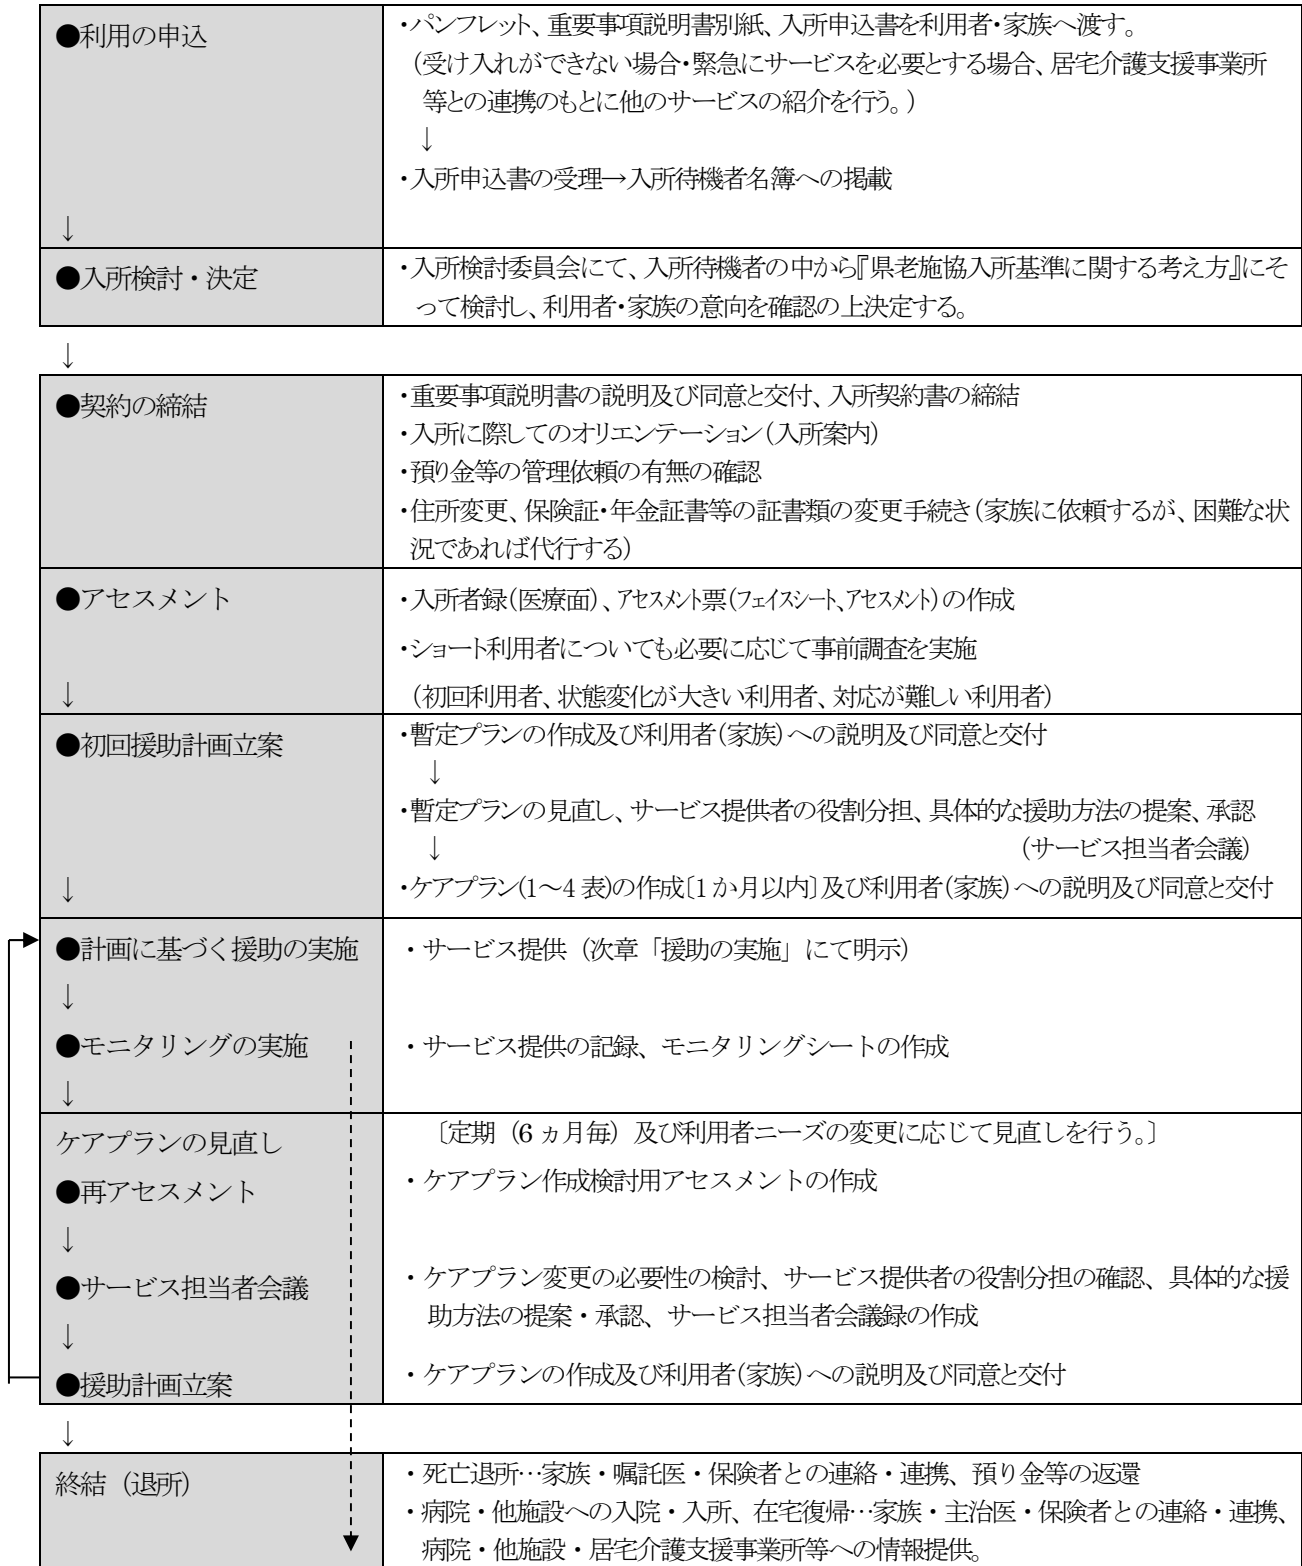 ●利用の申込
・パンフレット、重要事項説明書別紙、入所申込書を利用者・家族へ渡す。
(受け入れができない場合・緊急にサービスを必要とする場合、居宅介護支援事業所
等との連携のもとに他のサービスの紹介を行う。)
↓
・入所申込書の受理→入所待機者名簿への掲載
↓
●入所検討・決定
・入所検討委員会にて、入所待機者の中から『県老施協入所基準に関する考え方』にそ
って検討し、利用者・家族の意向を確認の上決定する。
↓
●契約の締結
・重要事項説明書の説明及び同意と交付、入所契約書の締結
・入所に際してのオリエンテーション(入所案内)
・預り金等の管理依頼の有無の確認
・住所変更、保険証・年金証書等の証書類の変更手続き(家族に依頼するが、困難な状
況であれば代行する)
●アセスメント
・入所者録(医療面)、アセスメント票(フェイスシート、アセスメント)の作成
・ショート利用者についても必要に応じて事前調査を実施
(初回利用者、状態変化が大きい利用者、対応が難しい利用者)
↓
●初回援助計画立案
・暫定プランの作成及び利用者(家族)への説明及び同意と交付
↓
・暫定プランの見直し、サービス提供者の役割分担、具体的な援助方法の提案、承認
↓ (サービス担当者会議)
・ケアプラン(1~4表)の作成〔1か月以内〕及び利用者(家族)への説明及び同意と交付
↓
●計画に基づく援助の実施
・サービス提供(次章「援助の実施」にて明示)
↓
●モニタリングの実施
・サービス提供の記録、モニタリングシートの作成
↓
ケアプランの見直し
〔定期(6ヵ月毎)及び利用者ニーズの変更に応じて見直しを行う。〕
●再アセスメント
・ケアプラン作成検討用アセスメントの作成
↓
●サービス担当者会議
・ケアプラン変更の必要性の検討、サービス提供者の役割分担の確認、具体的な援
助方法の提案・承認、サービス担当者会議録の作成
↓
●援助計画立案
・ケアプランの作成及び利用者(家族)への説明及び同意と交付
↓
終結(退所)
・死亡退所…家族・嘱託医・保険者との連絡・連携、預り金等の返還
・病院・他施設への入院・入所、在宅復帰…家族・主治医・保険者との連絡・連携、
病院・他施設・居宅介護支援事業所等への情報提供。